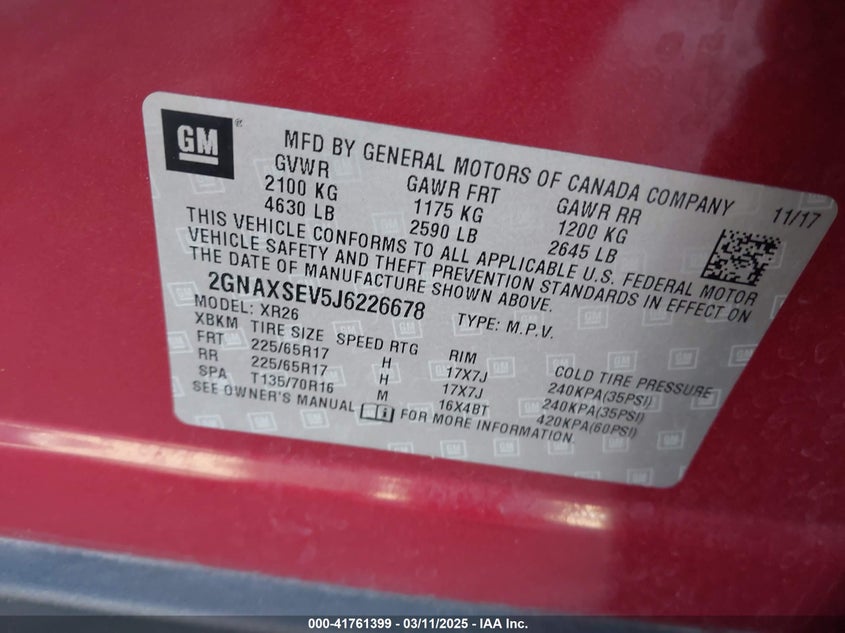 GM
MFD BY GENERAL MOTORS OF CANADA COMPANY
GVWR GAWR FRT GAWR RR 11/17
2100 KG 1175 KG 1200 KG
4630 LB 2590 LB 2645 LB
THIS VEHICLE CONFORMS TO ALL APPLICABLE U.S. FEDERAL MOTOR
VEHICLE SAFETY AND THEFT PREVENTION STANDARDS IN EFFECT ON
THE DATE OF MANUFACTURE SHOWN ABOVE.
2GNAXSEV5J6226678 TYPE: M.P.V.
MODEL: XR26
XBKM TIRE SIZE SPEED RTG RIM COLD TIRE PRESSURE
FRT 225/65R17 H 17X7J 240KPA(35PSI)
RR 225/65R17 H 17X7J 240KPA(35PSI)
SPA T135/70R16 M 16X4BT 420KPA(60PSI)
SEE OWNER'S MANUAL i FOR MORE INFORMATION.
000-41761399 - 03/11/2025 - IAA Inc.